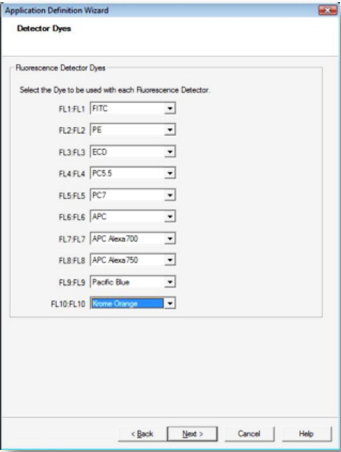 Application Definition Wizard
Detector Dyes
Fluorescence Detector Dyes
Select the Dye to be used with each Fluorescence Detector.
FL1:FL1 FITC
FL2:FL2 PE
FL3:FL3 ECD
FL4:FL4 PC5.5
FL5:FL5 PC7
FL6:FL6 APC
FL7:FL7 APC Alexa700
FL8:FL8 APC Alexa750
FL9:FL9 Pacific Blue
FL10:FL10 Krome Orange
< Back Next > Cancel Help